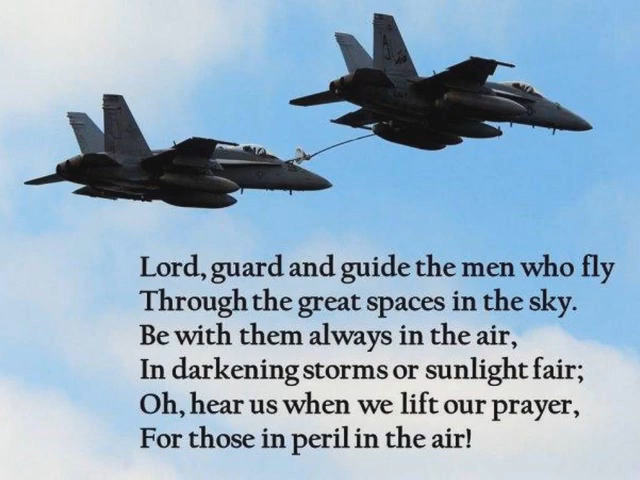 Lord, guard and guide the men who fly
Through the great spaces in the sky.
Be with them always in the air,
In darkening storms or sunlight fair;
Oh, hear us when we lift our prayer,
For those in peril in the air!